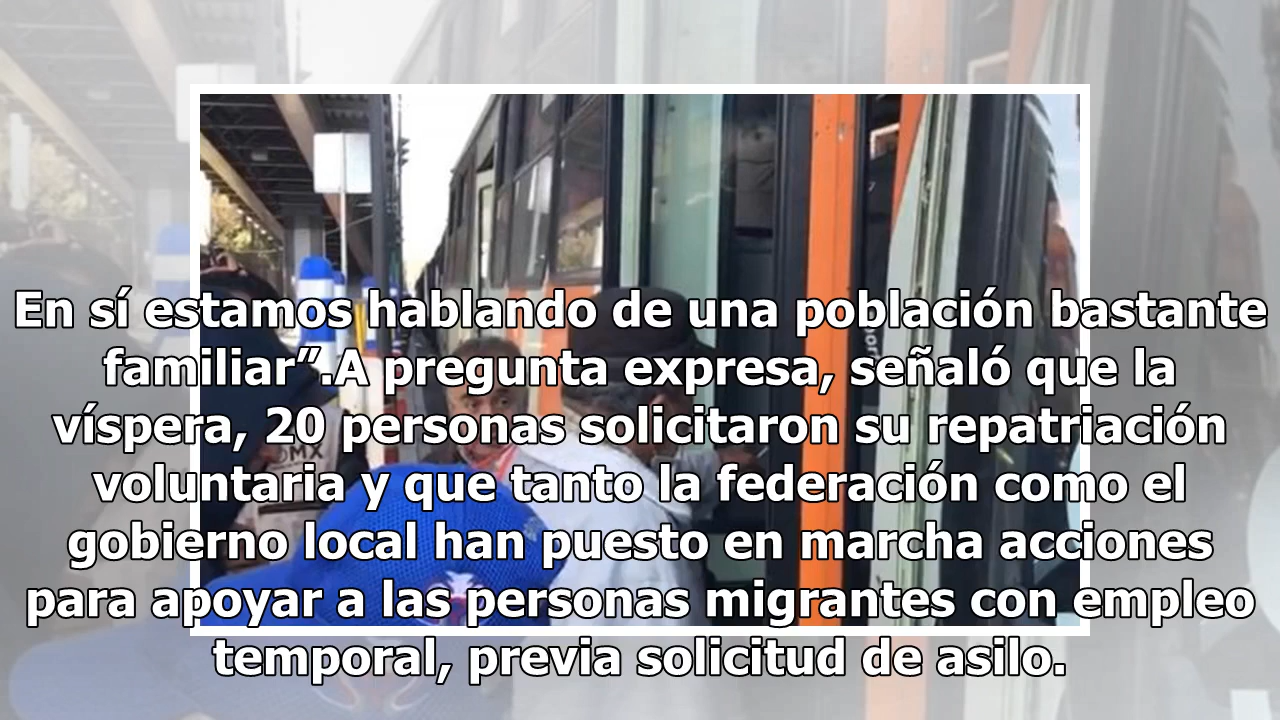 En sí estamos hablando de una población bastante
familiar”.A pregunta expresa, señaló que la
víspera, 20 personas solicitaron su repatriación
voluntaria y que tanto la federación como el
gobierno local han puesto en marcha acciones
para apoyar a las personas migrantes con empleo
temporal, previa solicitud de asilo.